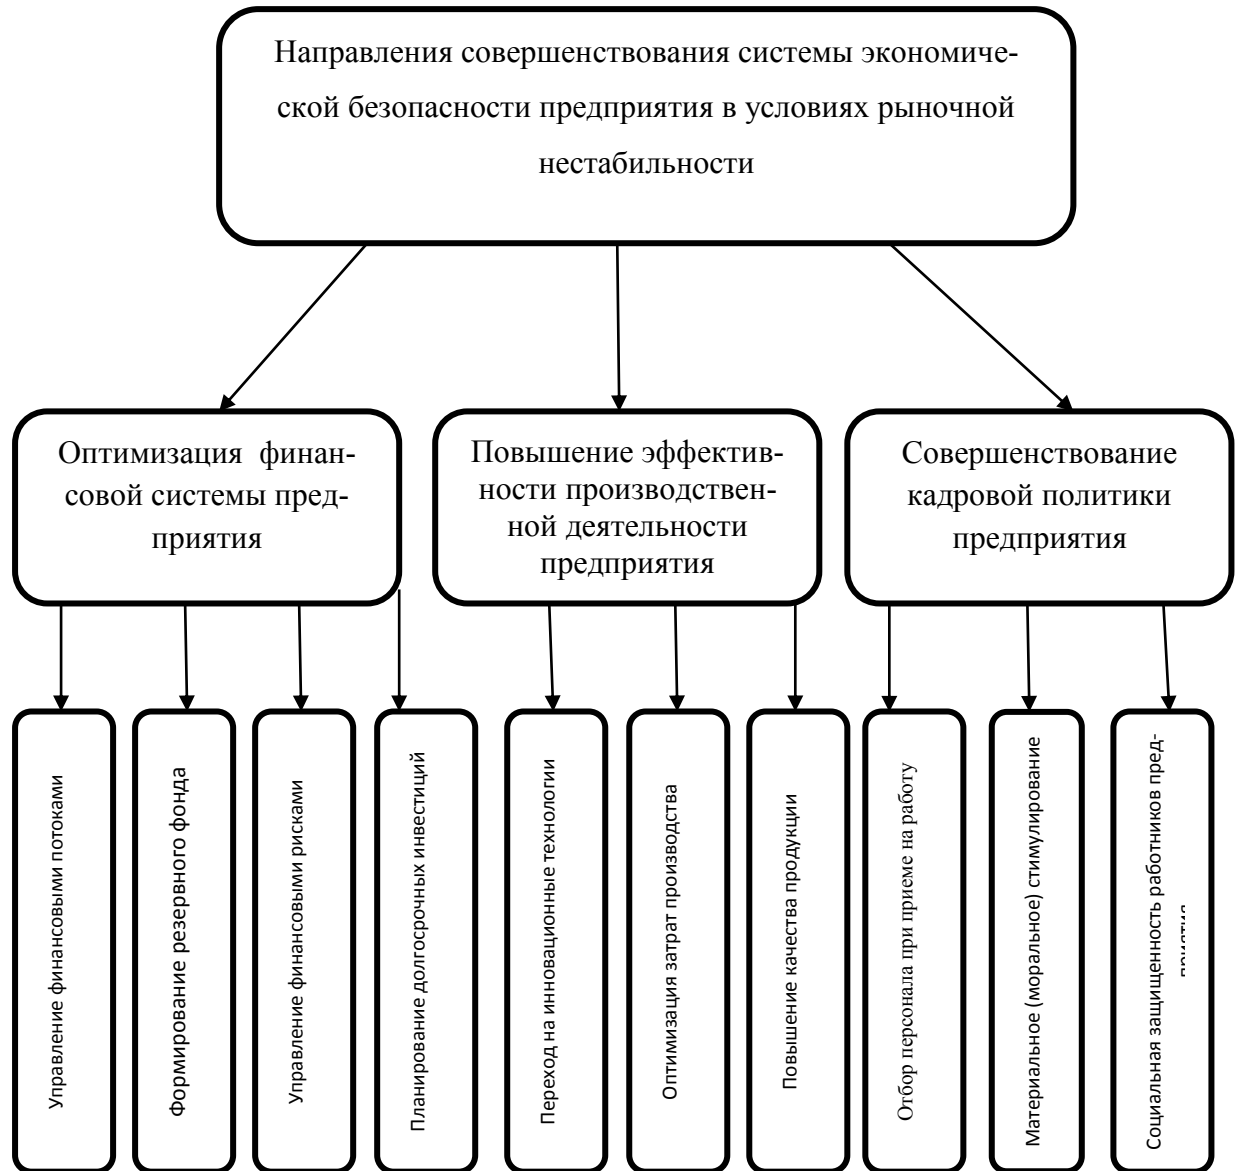 Направления совершенствования системы экономиче-
ской безопасности предприятия в условиях рыночной
нестабильности
Оптимизация финан-
совой системы пред-
приятия
Повышение эффектив-
ности производствен-
ной деятельности
предприятия
Совершенствование
кадровой политики
предприятия
Управление финансовыми потоками
Формирование резервного фонда
Управление финансовыми рисками
Планирование долгосрочных инвестиций
Переход на инновационные технологии
Оптимизация затрат производства
Повышение качества продукции
Отбор персонала при приеме на работу
Материальное (моральное) стимулирование
Социальная защищенность работников пред-
приятия